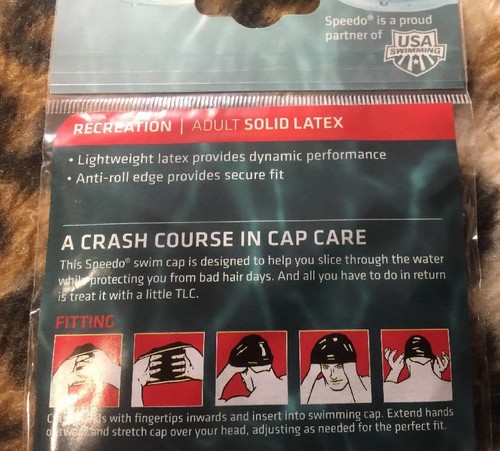 Speedo® is a proud
partner of USA
SWIMMING
RECREATION | ADULT SOLID LATEX
• Lightweight latex provides dynamic performance
• Anti-roll edge provides secure fit
A CRASH COURSE IN CAP CARE
This Speedo® swim cap is designed to help you slice through the water
while protecting you from bad hair days. And all you have to do in return
is treat it with a little TLC.
FITTING
with fingertips inwards and insert into swimming cap. Extend hands
and stretch cap over your head, adjusting as needed for the perfect fit.